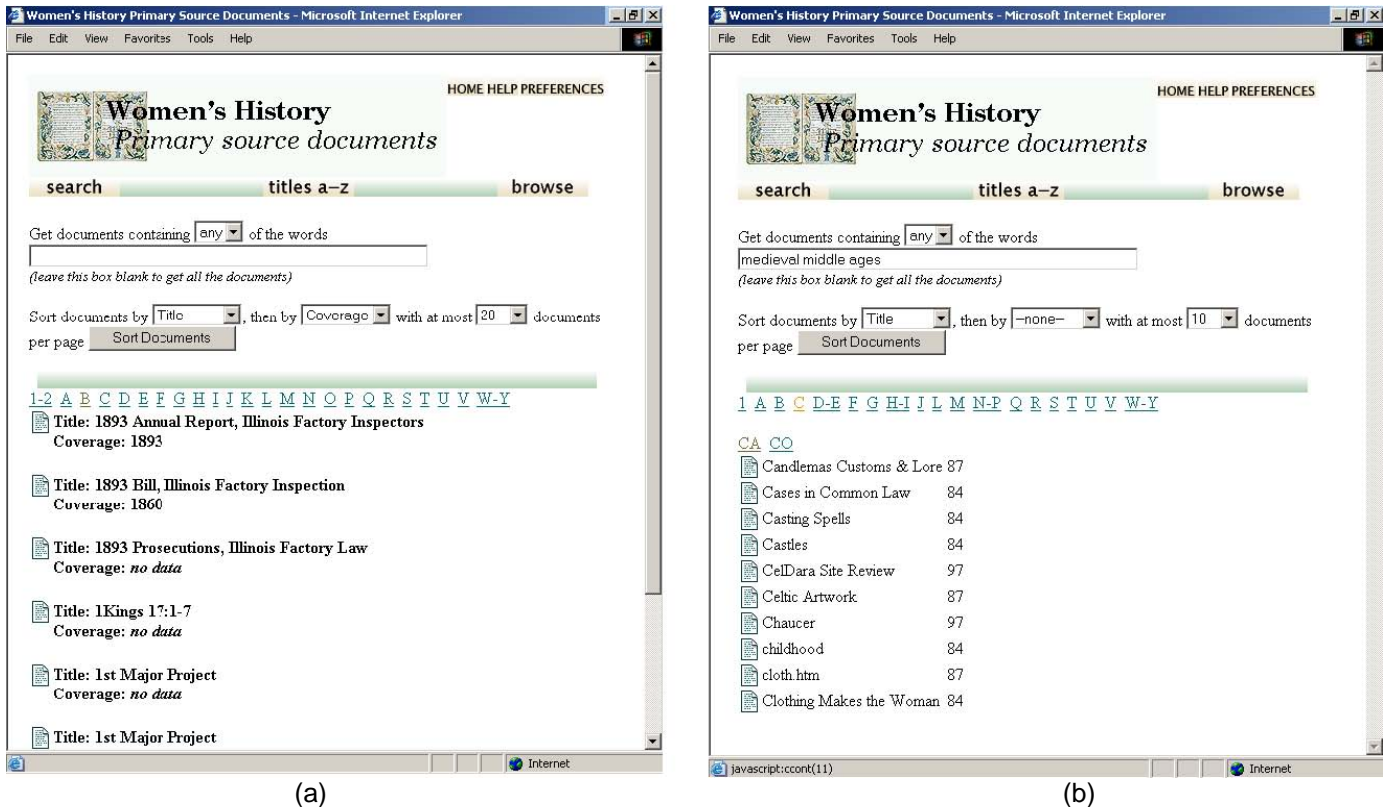 Women's History Primary Source Documents - Microsoft Internet Explorer
File Edit View Favorites Tools Help
HOME HELP PREFERENCES
Women's History
Primary source documents
search titles a–z browse
Get documents containing any of the words
(leave this box blank to get all the documents)
Sort documents by Title , then by Coverage with at most 20 documents
per page Sort Documents
1-2 A B C D E F G H I J K L M N O P Q R S T U V W-Y
Title: 1893 Annual Report, Illinois Factory Inspectors
Coverage: 1893
Title: 1893 Bill, Illinois Factory Inspection
Coverage: 1860
Title: 1893 Prosecutions, Illinois Factory Law
Coverage: no data
Title: 1Kings 17:1-7
Coverage: no data
Title: 1st Major Project
Coverage: no data
Title: 1st Major Project
Internet
(a)
Women's History Primary Source Documents - Microsoft Internet Explorer
File Edit View Favorites Tools Help
HOME HELP PREFERENCES
Women's History
Primary source documents
search titles a–z browse
Get documents containing any of the words
medieval middle ages
(leave this box blank to get all the documents)
Sort documents by Title , then by –none– with at most 10 documents
per page Sort Documents
1 A B C D-E F G H-I J L M N-P Q R S T U V W-Y
CA CO
Candlemas Customs & Lore 87
Cases in Common Law 84
Casting Spells 84
Castles 84
CelDara Site Review 97
Celtic Artwork 87
Chaucer 97
childhood 84
cloth.htm 87
Clothing Makes the Woman 84
javascript:ccont(11) Internet
(b)